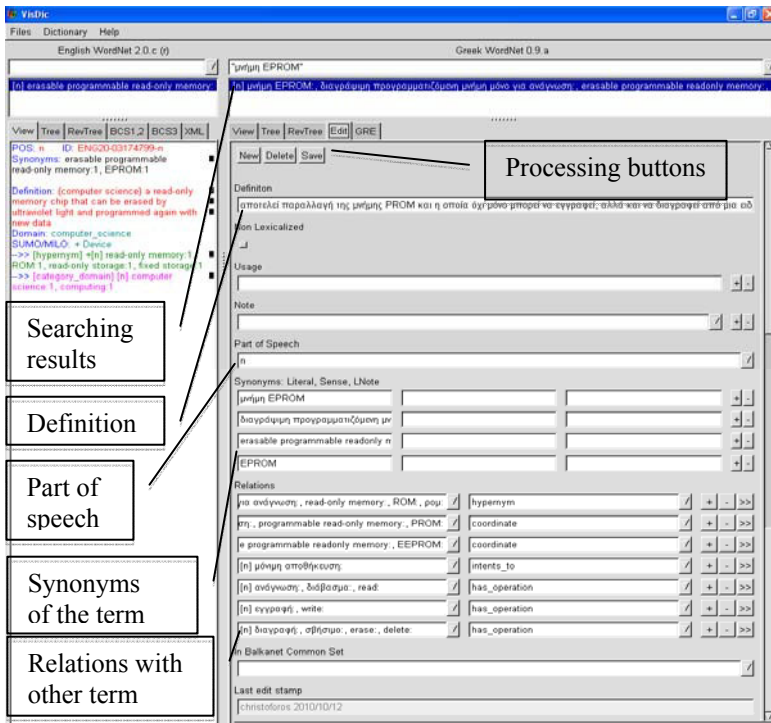 VisDic
Files Dictionary Help
English WordNet 2.0.c (r)
Greek WordNet 0.9.a
"μνήμη EPROM"
[n] erasable programmable read-only memory:
[n] μνήμη EPROM:, διαγράψιμη προγραμματιζόμενη μνήμη μόνο για ανάγνωση:, erasable programmable readonly memory:,
View Tree RevTree BCS1,2 BCS3 XML
View Tree RevTree Edit GRE
POS: n ID: ENG20-03174799-n
Synonyms: erasable programmable
read-only memory:1, EPROM:1
Definition: (computer science) a read-only
memory chip that can be erased by
ultraviolet light and programmed again with
new data
Domain: computer_science
SUMO/MILO: + Device
-->> [hypernym] +[n] read-only memory:1,
ROM:1, read-only storage:1, fixed storage:1
-->> [category_domain] [n] computer
science:1, computing:1
Searching
results
Definition
Part of
speech
Synonyms
of the term
Relations with
other term
New Delete Save
Processing buttons
Definiton
αποτελεί παραλλαγή της μνήμης PROM και η οποία όχι μόνο μπορεί να εγγραφεί, αλλά και να διαγραφεί από μια ειδ
Non Lexicalized
Usage
+ -
Note
+ -
Part of Speech
n
Synonyms: Literal, Sense, LNote
μνήμη EPROM + -
διαγράψιμη προγραμματιζόμενη μν + -
erasable programmable readonly m + -
EPROM + -
Relations
για ανάγνωση:, read-only memory:, ROM:, ρομ: hypernym + - >>
ση:, programmable read-only memory:, PROM: coordinate + - >>
e programmable readonly memory:, EEPROM: coordinate + - >>
[n] μόνιμη αποθήκευση: intents_to + - >>
[n] ανάγνωση:, διάβασμα:, read: has_operation + - >>
[n] εγγραφή:, write: has_operation + - >>
[n] διαγραφή:, σβήσιμο:, erase:, delete: has_operation + - >>
In Balkanet Common Set
Last edit stamp
christoforos 2010/10/12